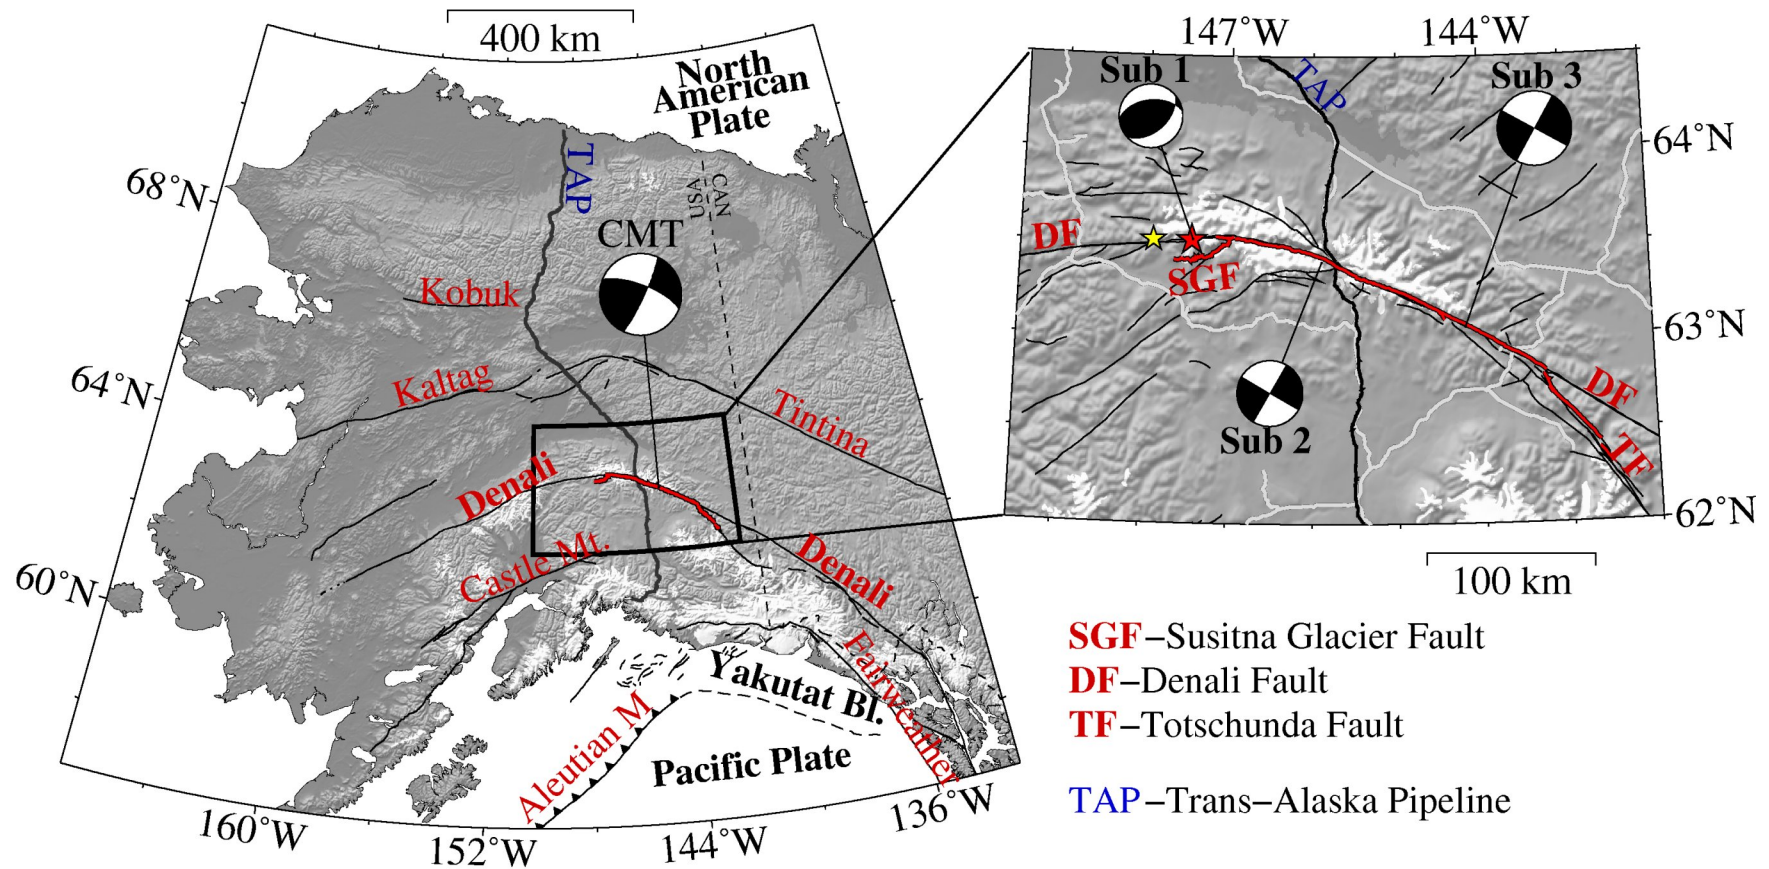 400 km
North
American
Plate
68°N
64°N
60°N
160°W
152°W
144°W
136°W
TAP
CAN
USA
CMT
Kobuk
Kaltag
Tintina
Denali
Castle Mt.
Denali
Fairweather
Yakutat Bl.
Aleutian M
Pacific Plate
147°W
144°W
Sub 1
TAP
Sub 3
64°N
DF
SGF
63°N
Sub 2
DF
TF
62°N
100 km
SGF–Susitna Glacier Fault
DF–Denali Fault
TF–Totschunda Fault
TAP–Trans–Alaska Pipeline